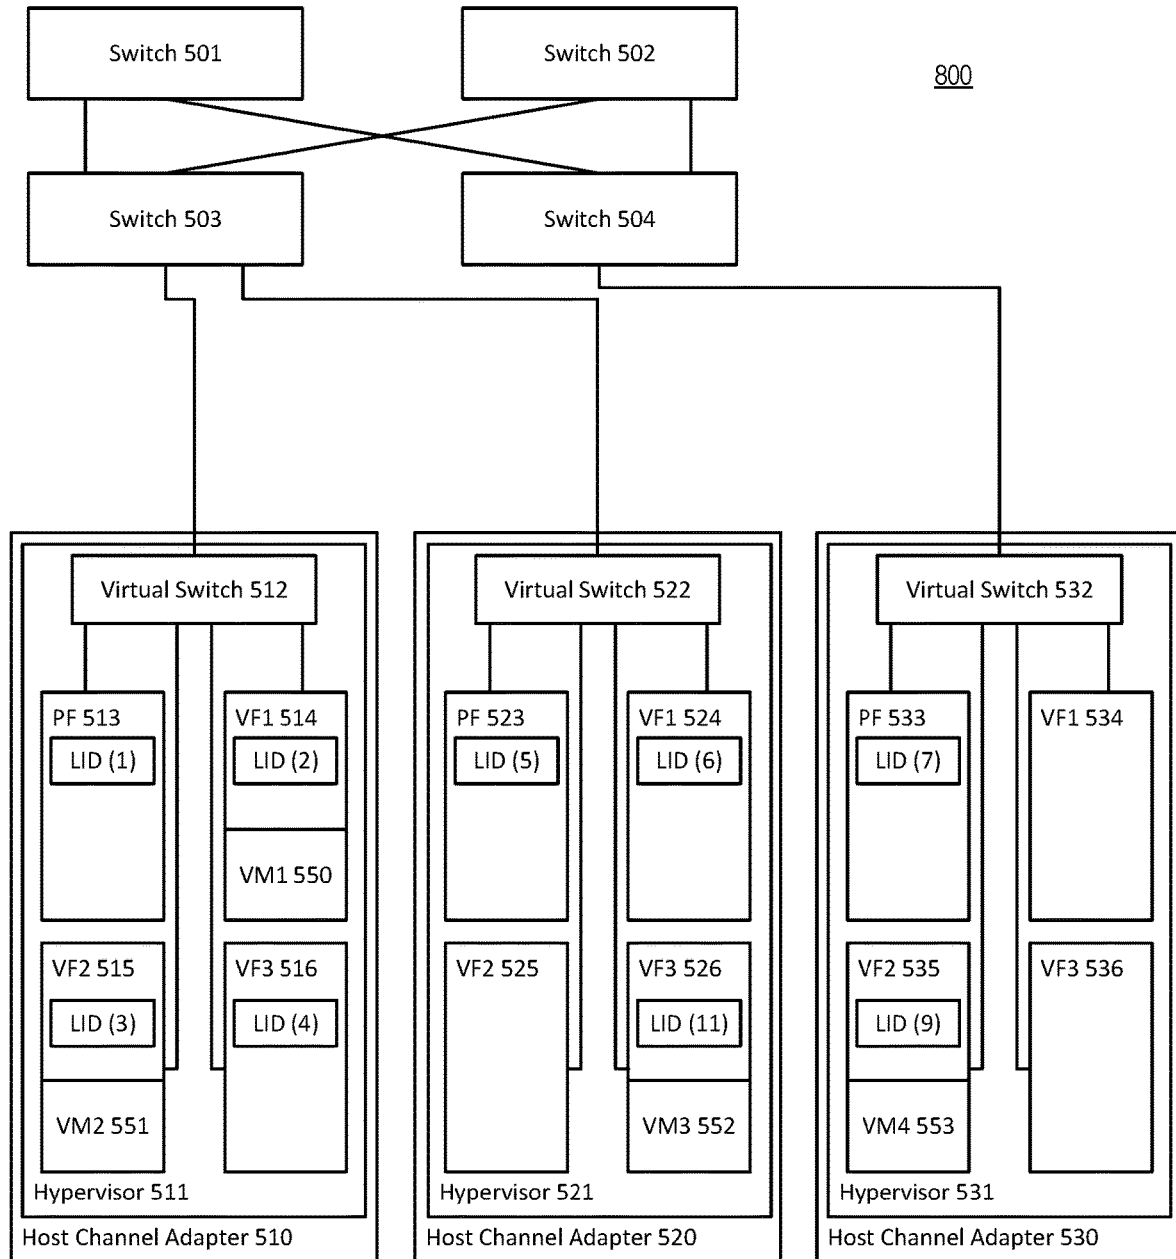 Switch 501
Switch 502
800
Switch 503
Switch 504
Virtual Switch 512
Virtual Switch 522
Virtual Switch 532
PF 513
LID (1)
VF1 514
LID (2)
VM1 550
VF2 515
LID (3)
VM2 551
VF3 516
LID (4)
Hypervisor 511
Host Channel Adapter 510
PF 523
LID (5)
VF1 524
LID (6)
VF2 525
VF3 526
LID (11)
VM3 552
Hypervisor 521
Host Channel Adapter 520
PF 533
LID (7)
VF1 534
VF2 535
LID (9)
VM4 553
VF3 536
Hypervisor 531
Host Channel Adapter 530